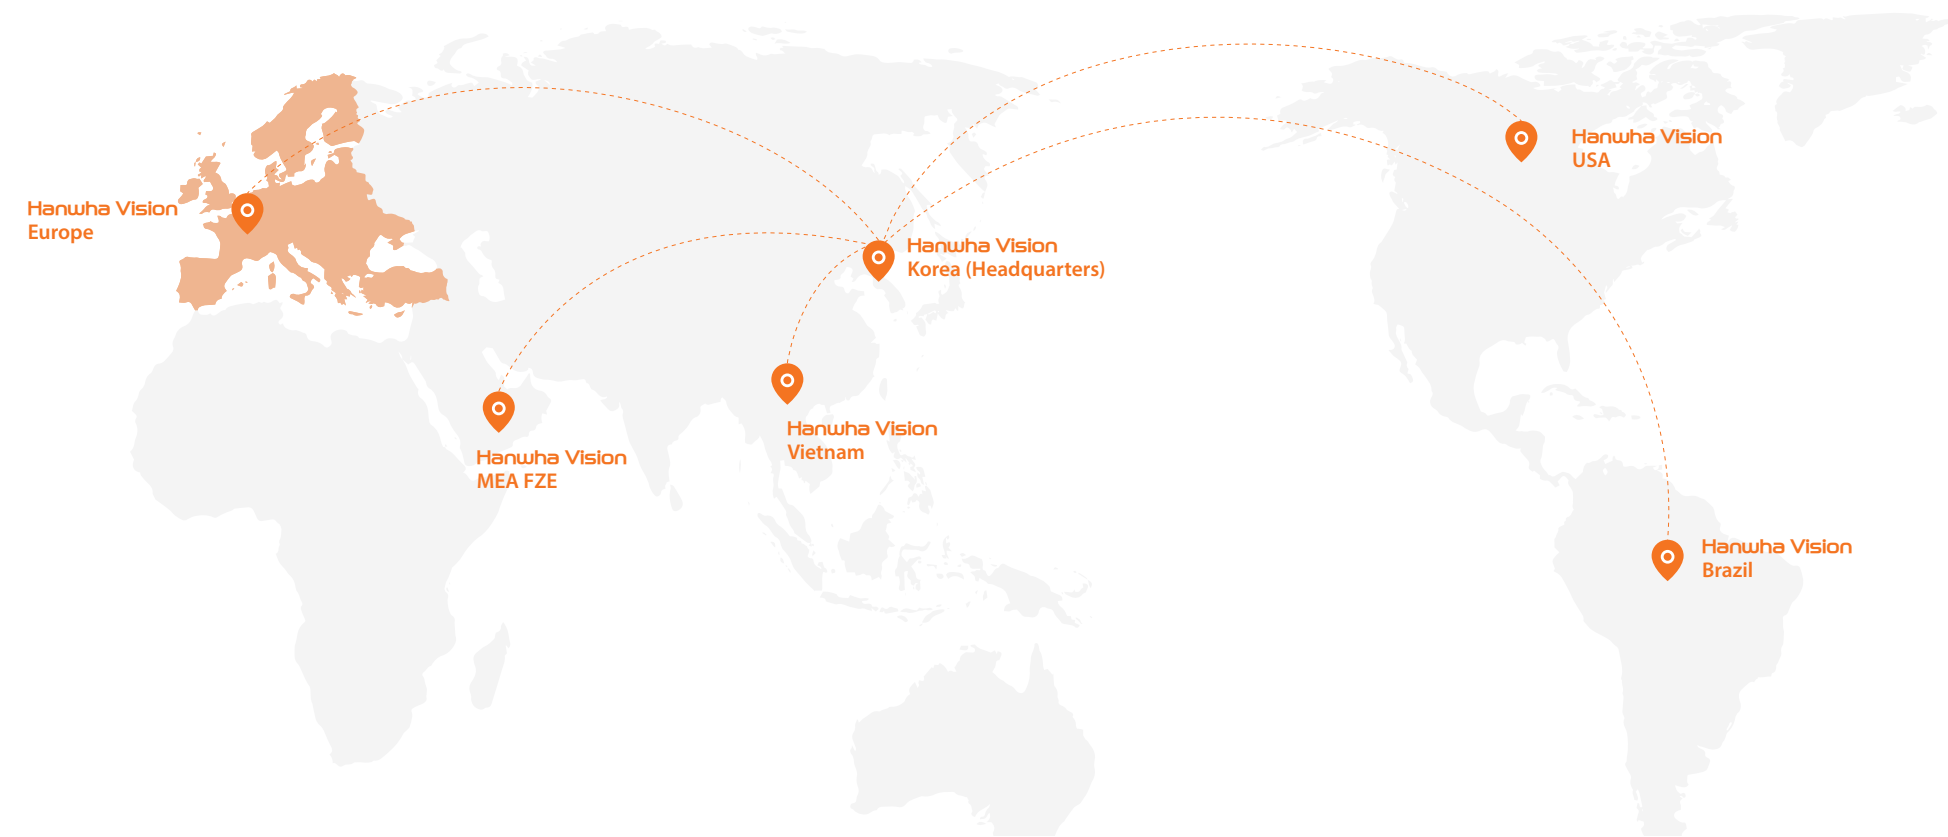 Hanwha Vision
USA
Hanwha Vision
Europe
Hanwha Vision
Korea (Headquarters)
Hanwha Vision
Vietnam
Hanwha Vision
MEA FZE
Hanwha Vision
Brazil